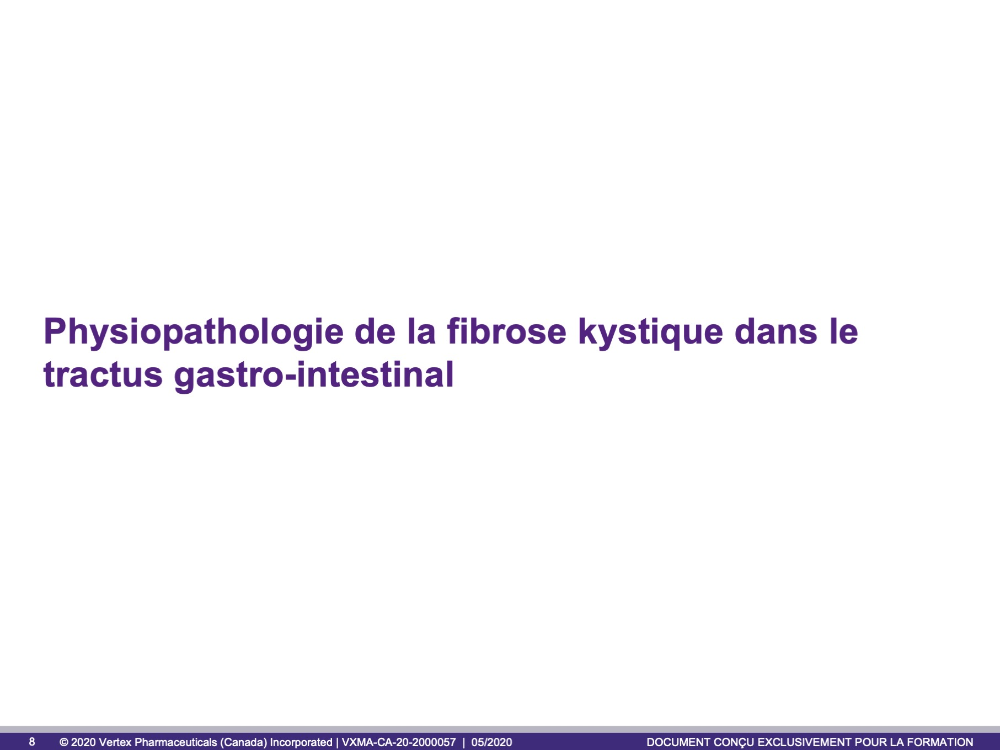 Physiopathologie de la fibrose kystique dans le
tractus gastro-intestinal
8 © 2020 Vertex Pharmaceuticals (Canada) Incorporated | VXMA-CA-20-2000057 | 05/2020 DOCUMENT CONÇU EXCLUSIVEMENT POUR LA FORMATION